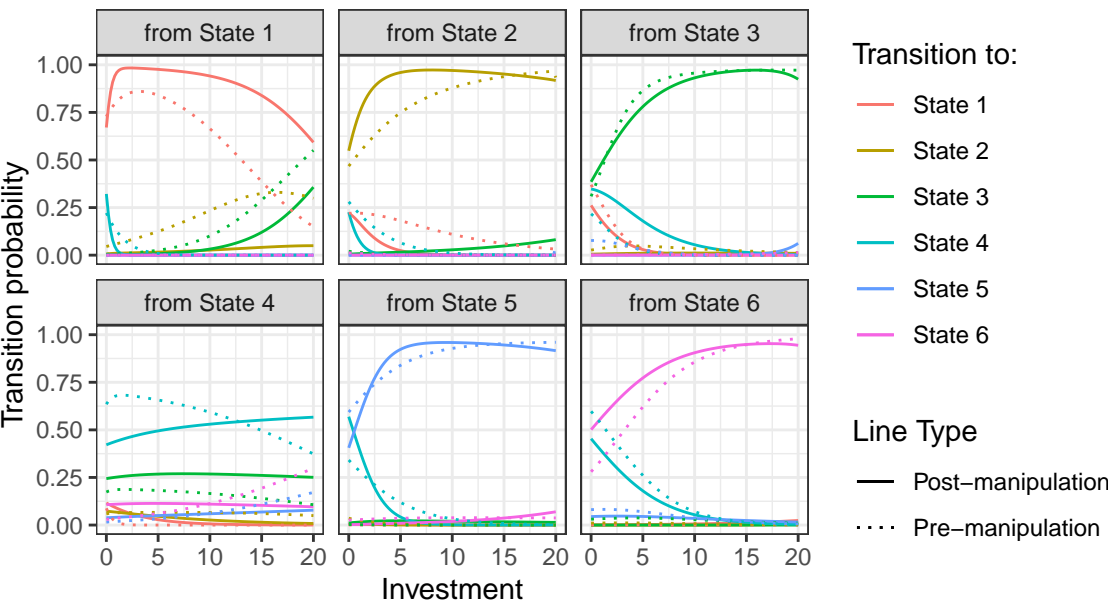 from State 1
from State 2
from State 3
1.00
0.75
0.50
0.25
0.00
from State 4
from State 5
from State 6
1.00
0.75
0.50
0.25
0.00
0 5 10 15 20
0 5 10 15 20
0 5 10 15 20
Transition probability
Investment
Transition to:
State 1
State 2
State 3
State 4
State 5
State 6
Line Type
Post−manipulation
Pre−manipulation